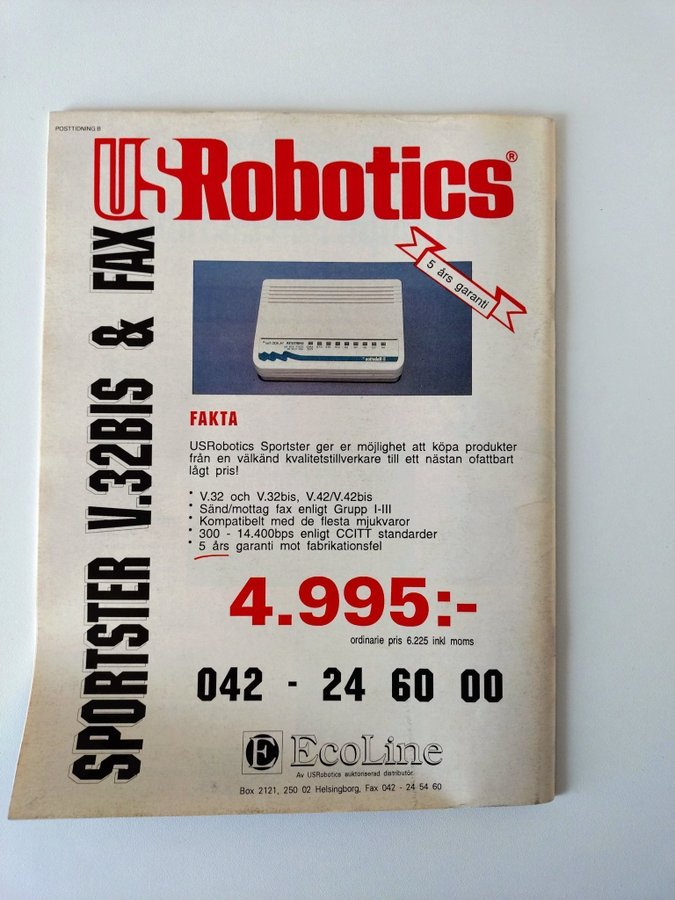 POSTTIDNING B
USRobotics®
SPORTSTER V.32BIS & FAX
5 års garanti
FAKTA
USRobotics Sportster ger er möjlighet att köpa produkter
från en välkänd kvalitetstillverkare till ett nästan ofattbart
lågt pris!
* V.32 och V.32bis, V.42/V.42bis
* Sänd/mottag fax enligt Grupp I-III
* Kompatibelt med de flesta mjukvaror
* 300 - 14.400bps enligt CCITT standarder
* 5 års garanti mot fabrikationsfel
4.995:-
ordinarie pris 6.225 inkl moms
042 - 24 60 00
E EcoLine
Av USRobotics auktoriserad distributör.
Box 2121, 250 02 Helsingborg, Fax 042 - 24 54 60